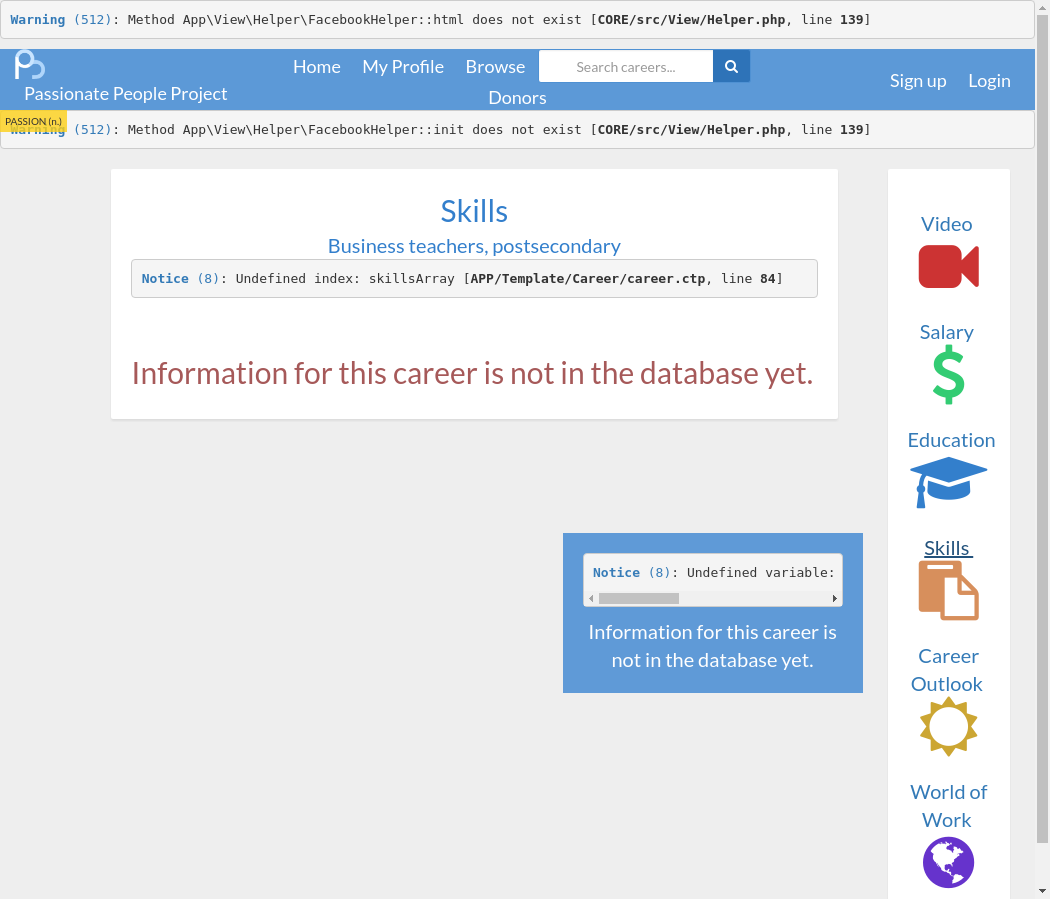 Warning (512): Method App\View\Helper\FacebookHelper::html does not exist [CORE/src/View/Helper.php, line 139]
Passionate People Project
Home My Profile Browse Search careers...
Donors
Sign up Login
PASSION (n.)
Warning (512): Method App\View\Helper\FacebookHelper::init does not exist [CORE/src/View/Helper.php, line 139]
Skills
Business teachers, postsecondary
Notice (8): Undefined index: skillsArray [APP/Template/Career/career.ctp, line 84]
Information for this career is not in the database yet.
Notice (8): Undefined variable:
Information for this career is
not in the database yet.
Video
Salary
Education
Skills
Career
Outlook
World of
Work